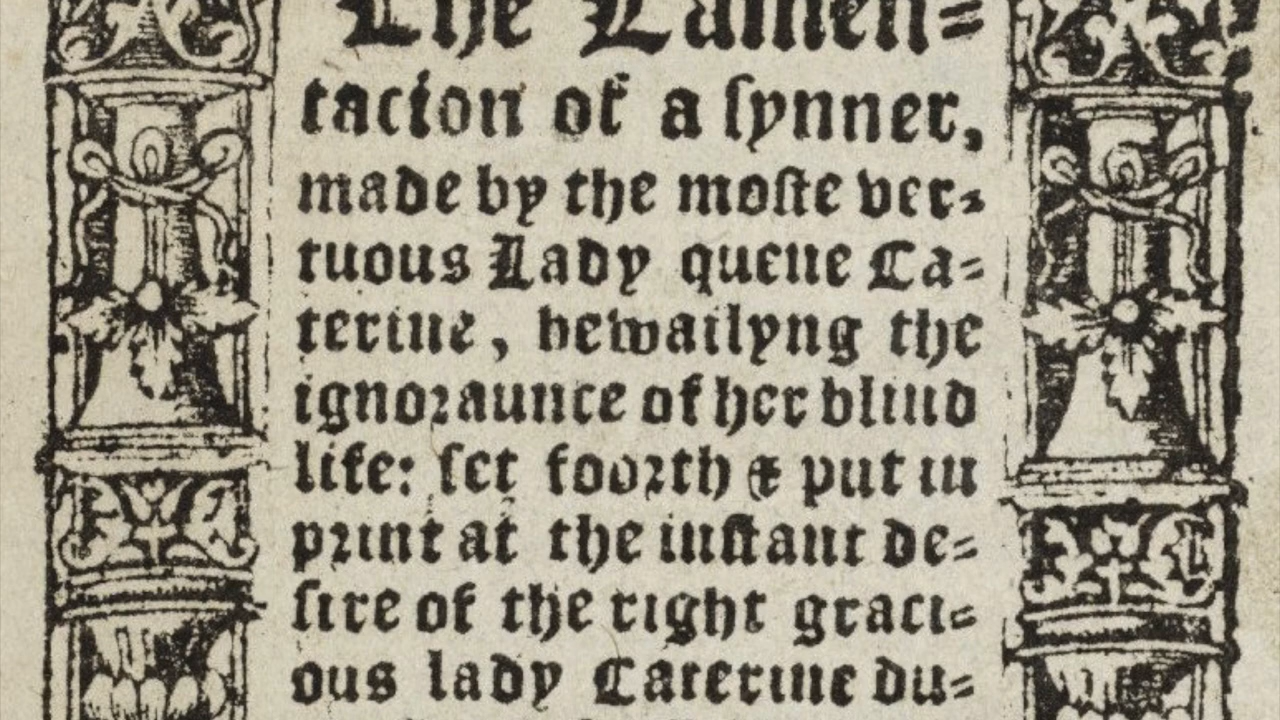 The Lamen=
tacion of a ſynner,
made by the moſte ver=
tuous Lady quene Ca=
terine, bewailyng the
ignoraunce of her blind
life: ſet foorth & put in
print at the inſtant de=
ſire of the right graci=
ous lady Caterine du=